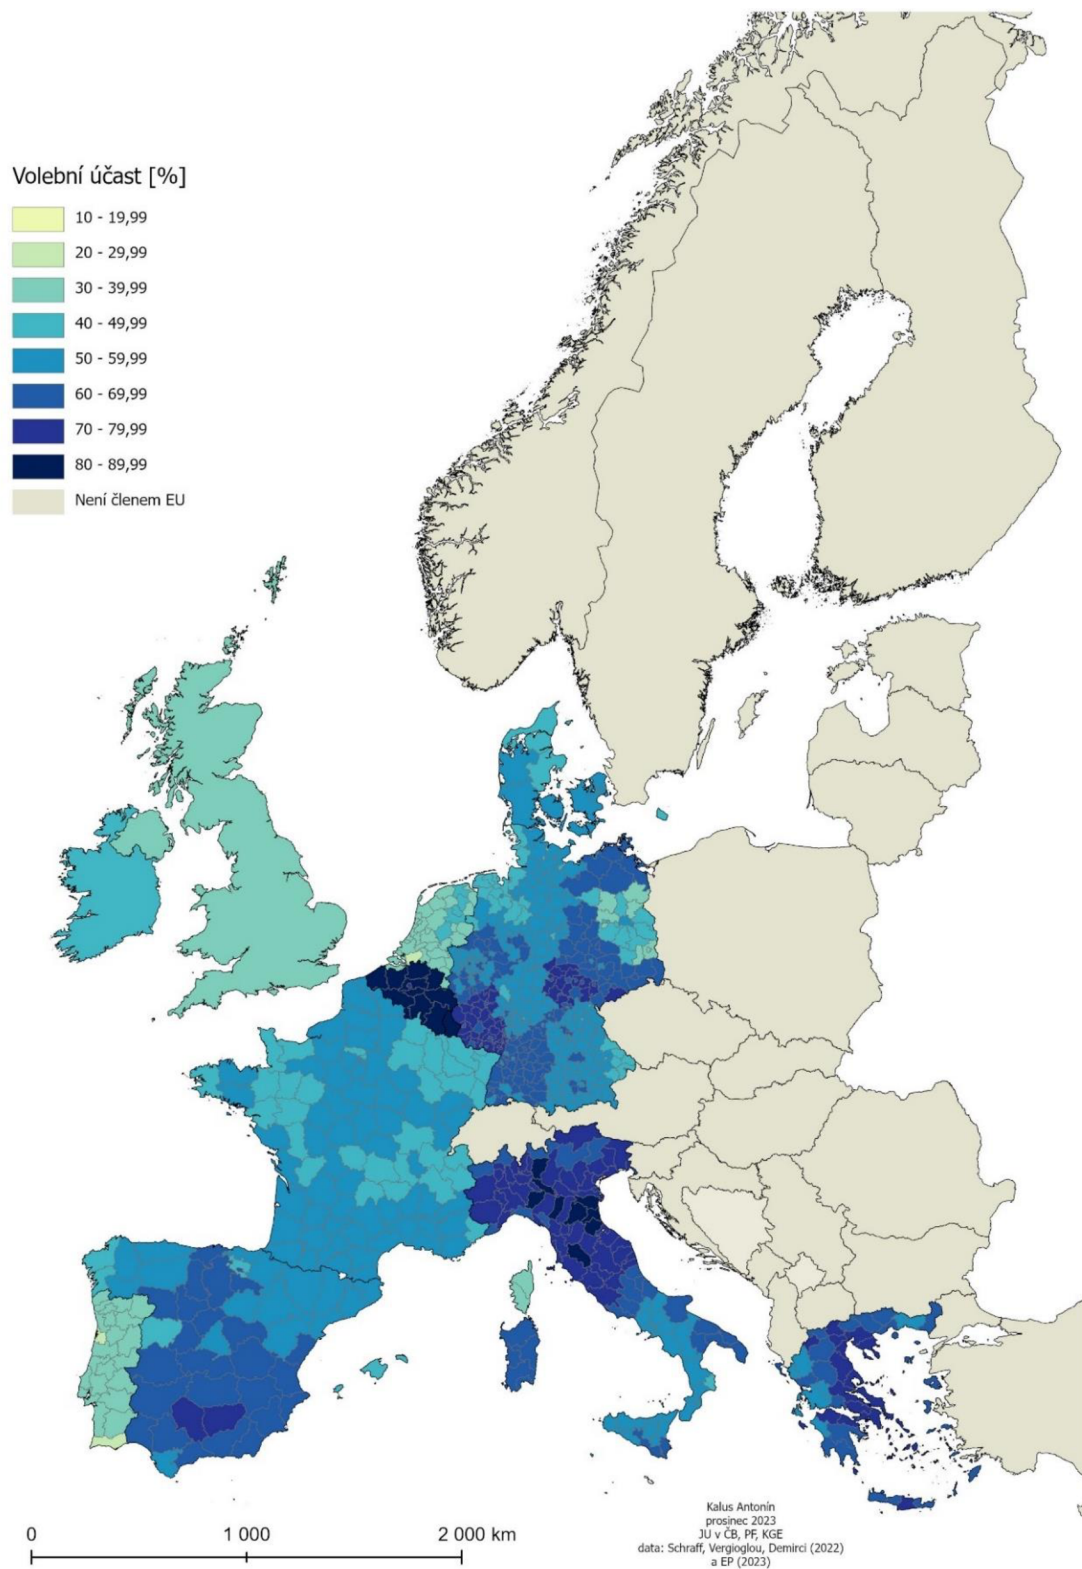 Volební účast [%]
10 - 19,99
20 - 29,99
30 - 39,99
40 - 49,99
50 - 59,99
60 - 69,99
70 - 79,99
80 - 89,99
Není členem EU
0 1 000 2 000 km
Kalus Antonín
prosinec 2023
JU v ČB, PF, KGE
data: Schraff, Vergioglou, Demirci (2022)
a EP (2023)